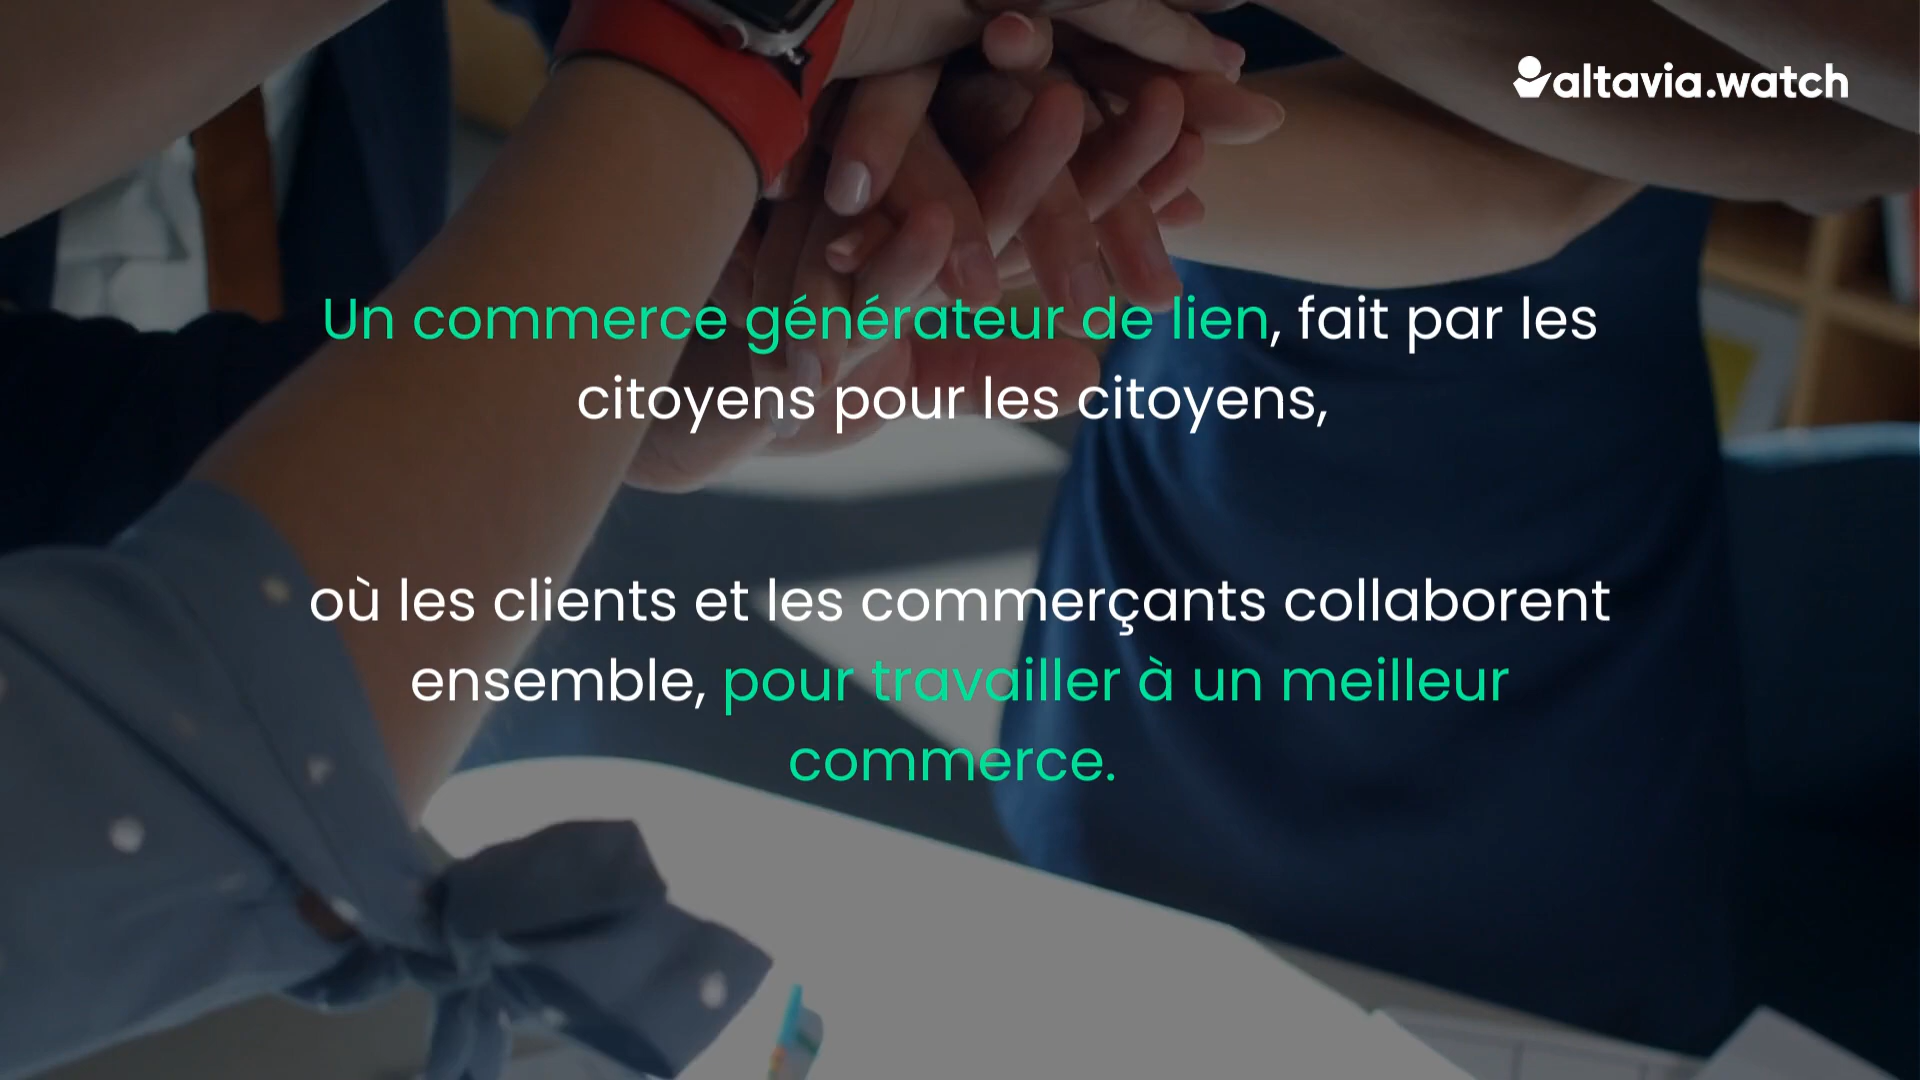 altavia.watch
Un commerce générateur de lien, fait par les
citoyens pour les citoyens,
où les clients et les commerçants collaborent
ensemble, pour travailler à un meilleur
commerce.